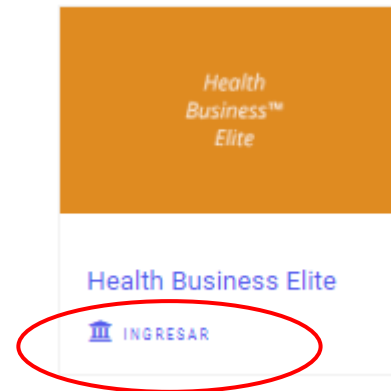 Health
Business™
Elite
Health Business Elite
INGRESAR